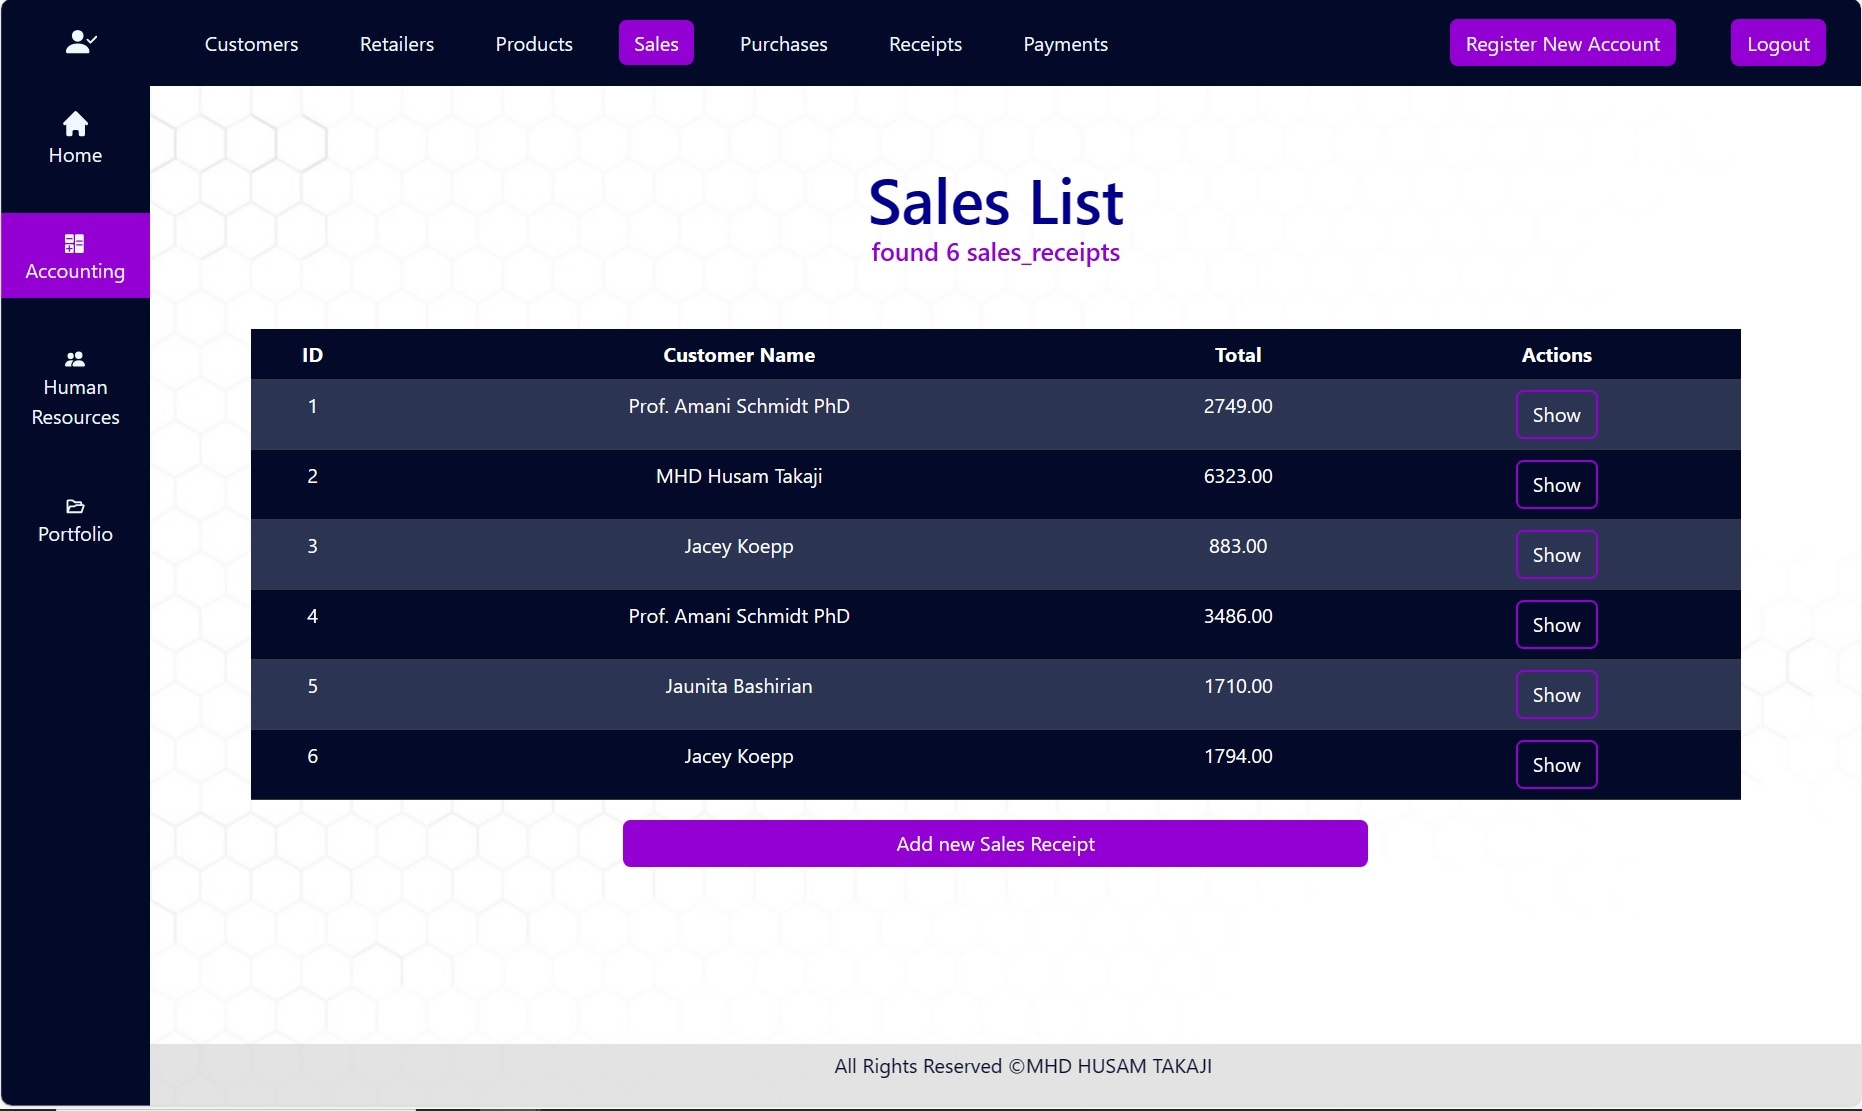 Customers Retailers Products Sales Purchases Receipts Payments Register New Account Logout
Home
Accounting
Human
Resources
Portfolio
Sales List
found 6 sales_receipts
ID Customer Name Total Actions
1 Prof. Amani Schmidt PhD 2749.00 Show
2 MHD Husam Takaji 6323.00 Show
3 Jacey Koepp 883.00 Show
4 Prof. Amani Schmidt PhD 3486.00 Show
5 Jaunita Bashirian 1710.00 Show
6 Jacey Koepp 1794.00 Show
Add new Sales Receipt
All Rights Reserved ©MHD HUSAM TAKAJI